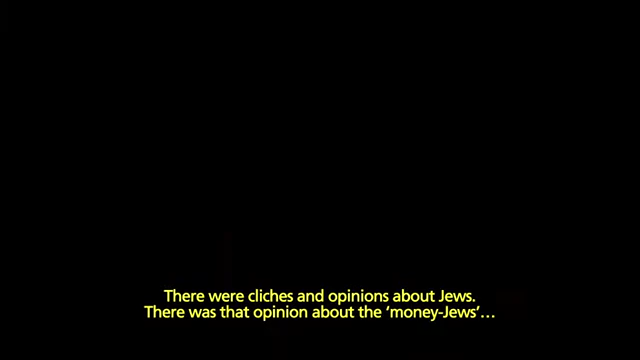 There were cliches and opinions about Jews.
There was that opinion about the ‘money-Jews’…